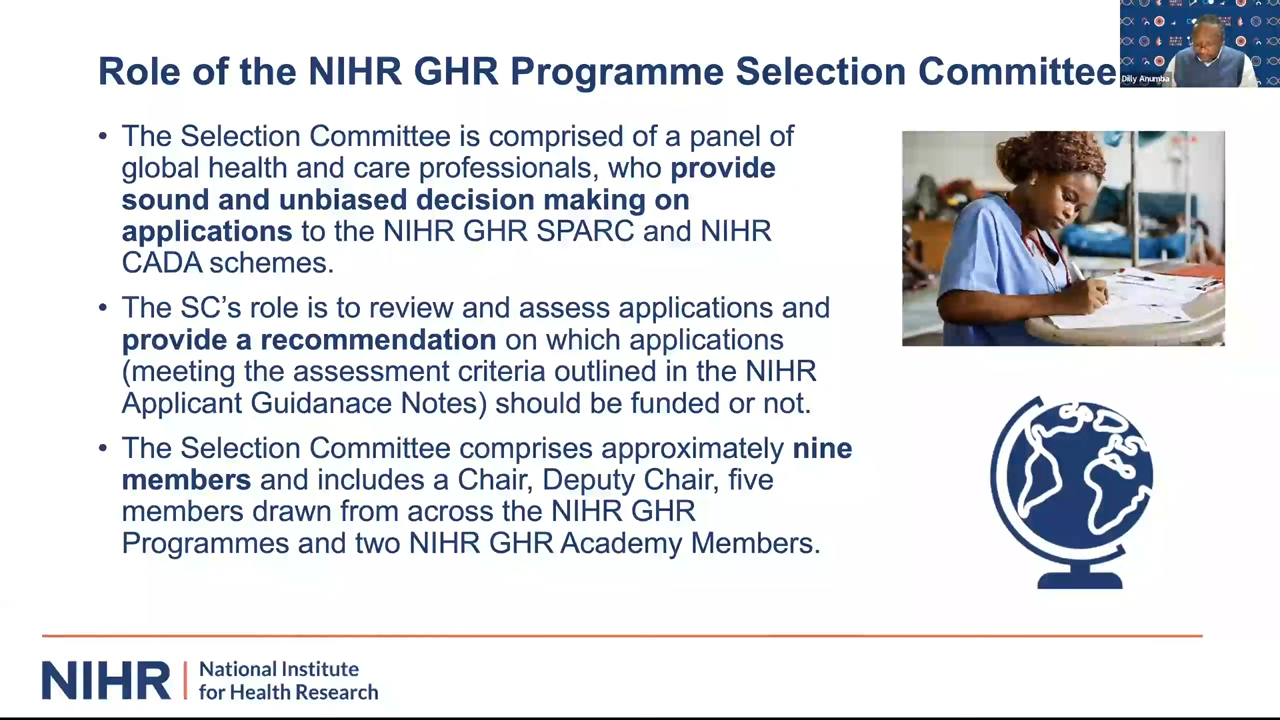 Role of the NIHR GHR Programme Selection Committee
Dilly Anumba
• The Selection Committee is comprised of a panel of
global health and care professionals, who provide
sound and unbiased decision making on
applications to the NIHR GHR SPARC and NIHR
CADA schemes.
• The SC’s role is to review and assess applications and
provide a recommendation on which applications
(meeting the assessment criteria outlined in the NIHR
Applicant Guidanace Notes) should be funded or not.
• The Selection Committee comprises approximately nine
members and includes a Chair, Deputy Chair, five
members drawn from across the NIHR GHR
Programmes and two NIHR GHR Academy Members.
NIHR | National Institute
for Health Research